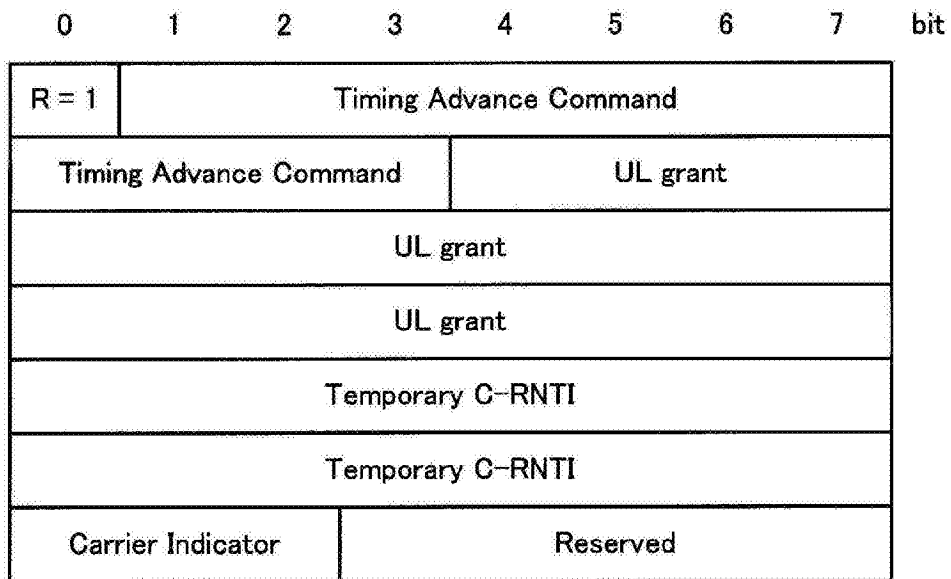 0 1 2 3 4 5 6 7 bit
R = 1 Timing Advance Command
Timing Advance Command UL grant
UL grant
UL grant
Temporary C-RNTI
Temporary C-RNTI
Carrier Indicator Reserved